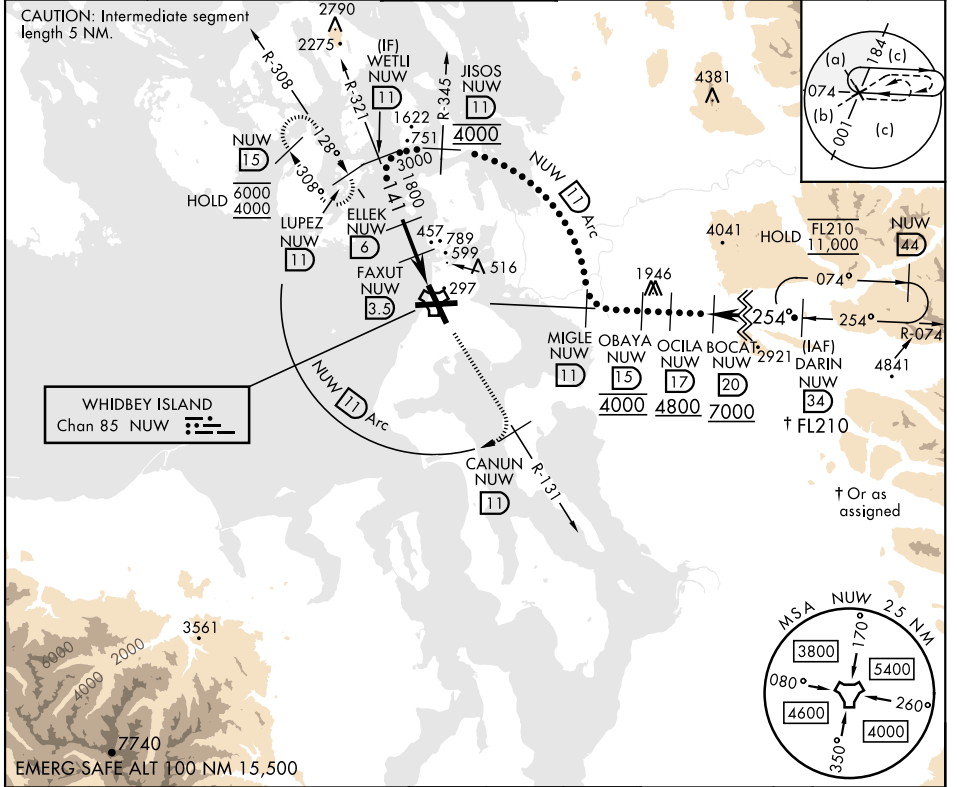 CAUTION: Intermediate segment
length 5 NM.
2790
2275
R-308
R-321
(IF)
WETLI
NUW
11
R-345
JISOS
NUW
11
4000
4381
(a)
184
(c)
074
(b)
001
(c)
1622
751
3000
1800
141
NUW
15
128°
308°
HOLD
6000
4000
LUPEZ
NUW
11
ELLEK
NUW
6
FAXUT
NUW
3.5
457
789
599
516
297
NUW 11 Arc
4041
HOLD
FL210
11,000
NUW
44
1946
074°
254°
254°
R-074
MIGLE
NUW
11
OBAYA
NUW
15
4000
OCILA
NUW
17
4800
BOCAT
NUW
20
7000
2921
(IAF)
DARIN
NUW
34
† FL210
4841
WHIDBEY ISLAND
Chan 85 NUW
NUW 11 Arc
CANUN
NUW
11
R-131
† Or as
assigned
3561
6000
2000
4000
7740
EMERG SAFE ALT 100 NM 15,500
MSA NUW 25 NM
170°
3800
5400
080°
260°
4600
4000
350°